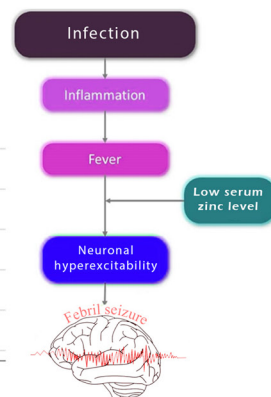 Infection
Inflammation
Fever
Low serum
zinc level
Neuronal
hyperexcitability
Febril seizure